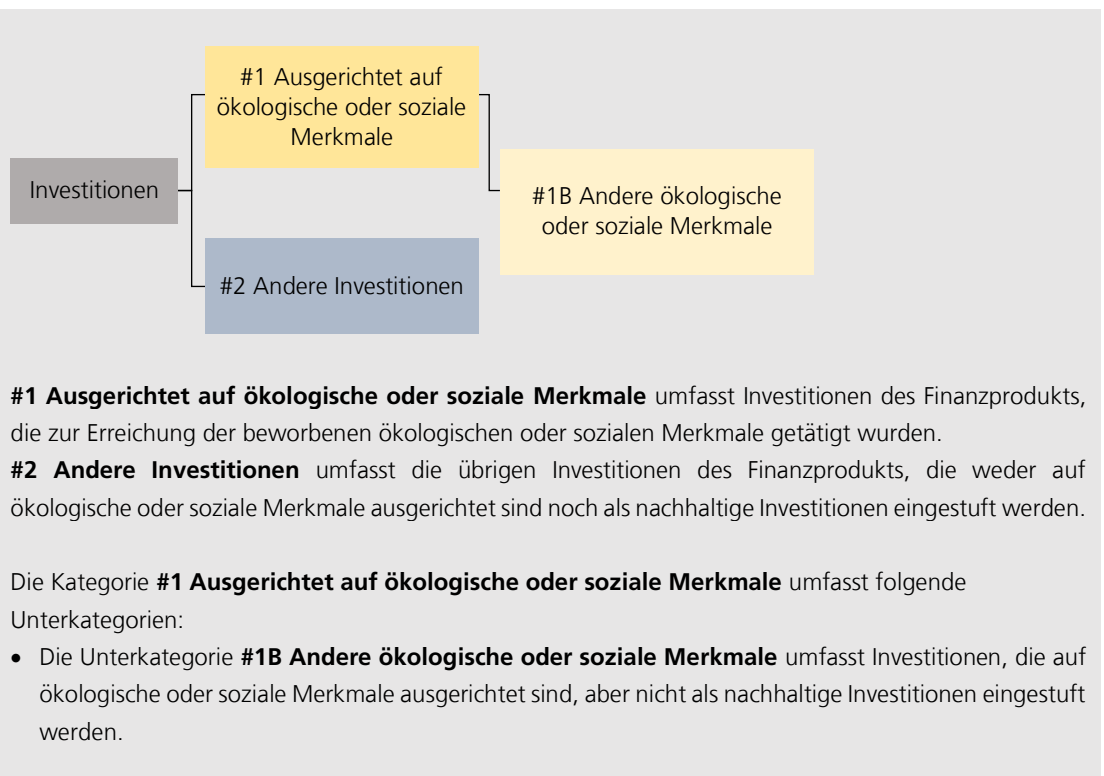 #1 Ausgerichtet auf
ökologische oder soziale
Merkmale
Investitionen
#1B Andere ökologische
oder soziale Merkmale
#2 Andere Investitionen
#1 Ausgerichtet auf ökologische oder soziale Merkmale umfasst Investitionen des Finanzprodukts,
die zur Erreichung der beworbenen ökologischen oder sozialen Merkmale getätigt wurden.
#2 Andere Investitionen umfasst die übrigen Investitionen des Finanzprodukts, die weder auf
ökologische oder soziale Merkmale ausgerichtet sind noch als nachhaltige Investitionen eingestuft werden.
Die Kategorie #1 Ausgerichtet auf ökologische oder soziale Merkmale umfasst folgende
Unterkategorien:
• Die Unterkategorie #1B Andere ökologische oder soziale Merkmale umfasst Investitionen, die auf
ökologische oder soziale Merkmale ausgerichtet sind, aber nicht als nachhaltige Investitionen eingestuft
werden.